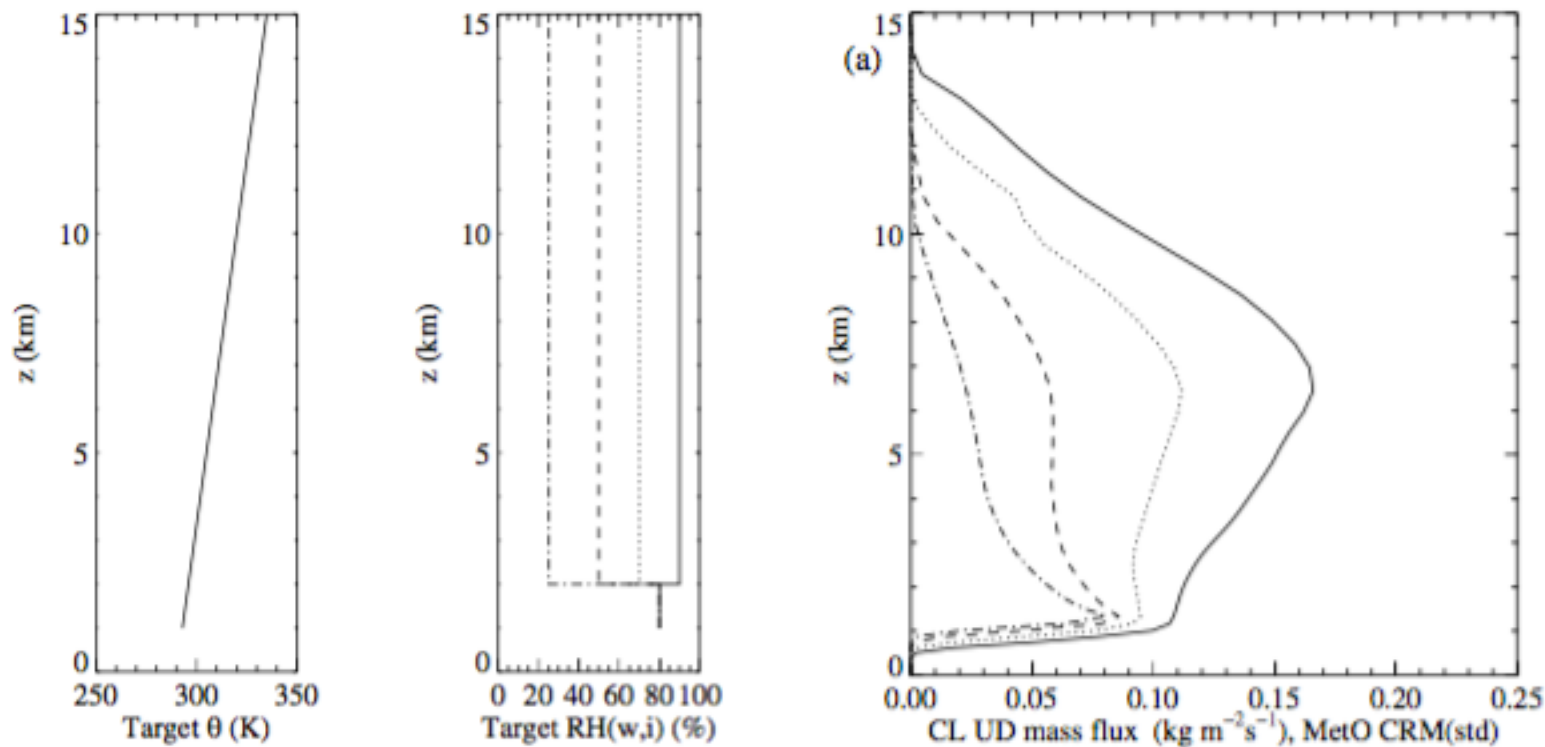 15
10
5
0
z (km)
250 300 350
Target θ (K)
15
10
5
0
z (km)
0 20 40 60 80 100
Target RH(w,i) (%)
(a)
15
10
5
0
z (km)
0.00 0.05 0.10 0.15 0.20 0.25
CL UD mass flux (kg m⁻²s⁻¹), MetO CRM(std)